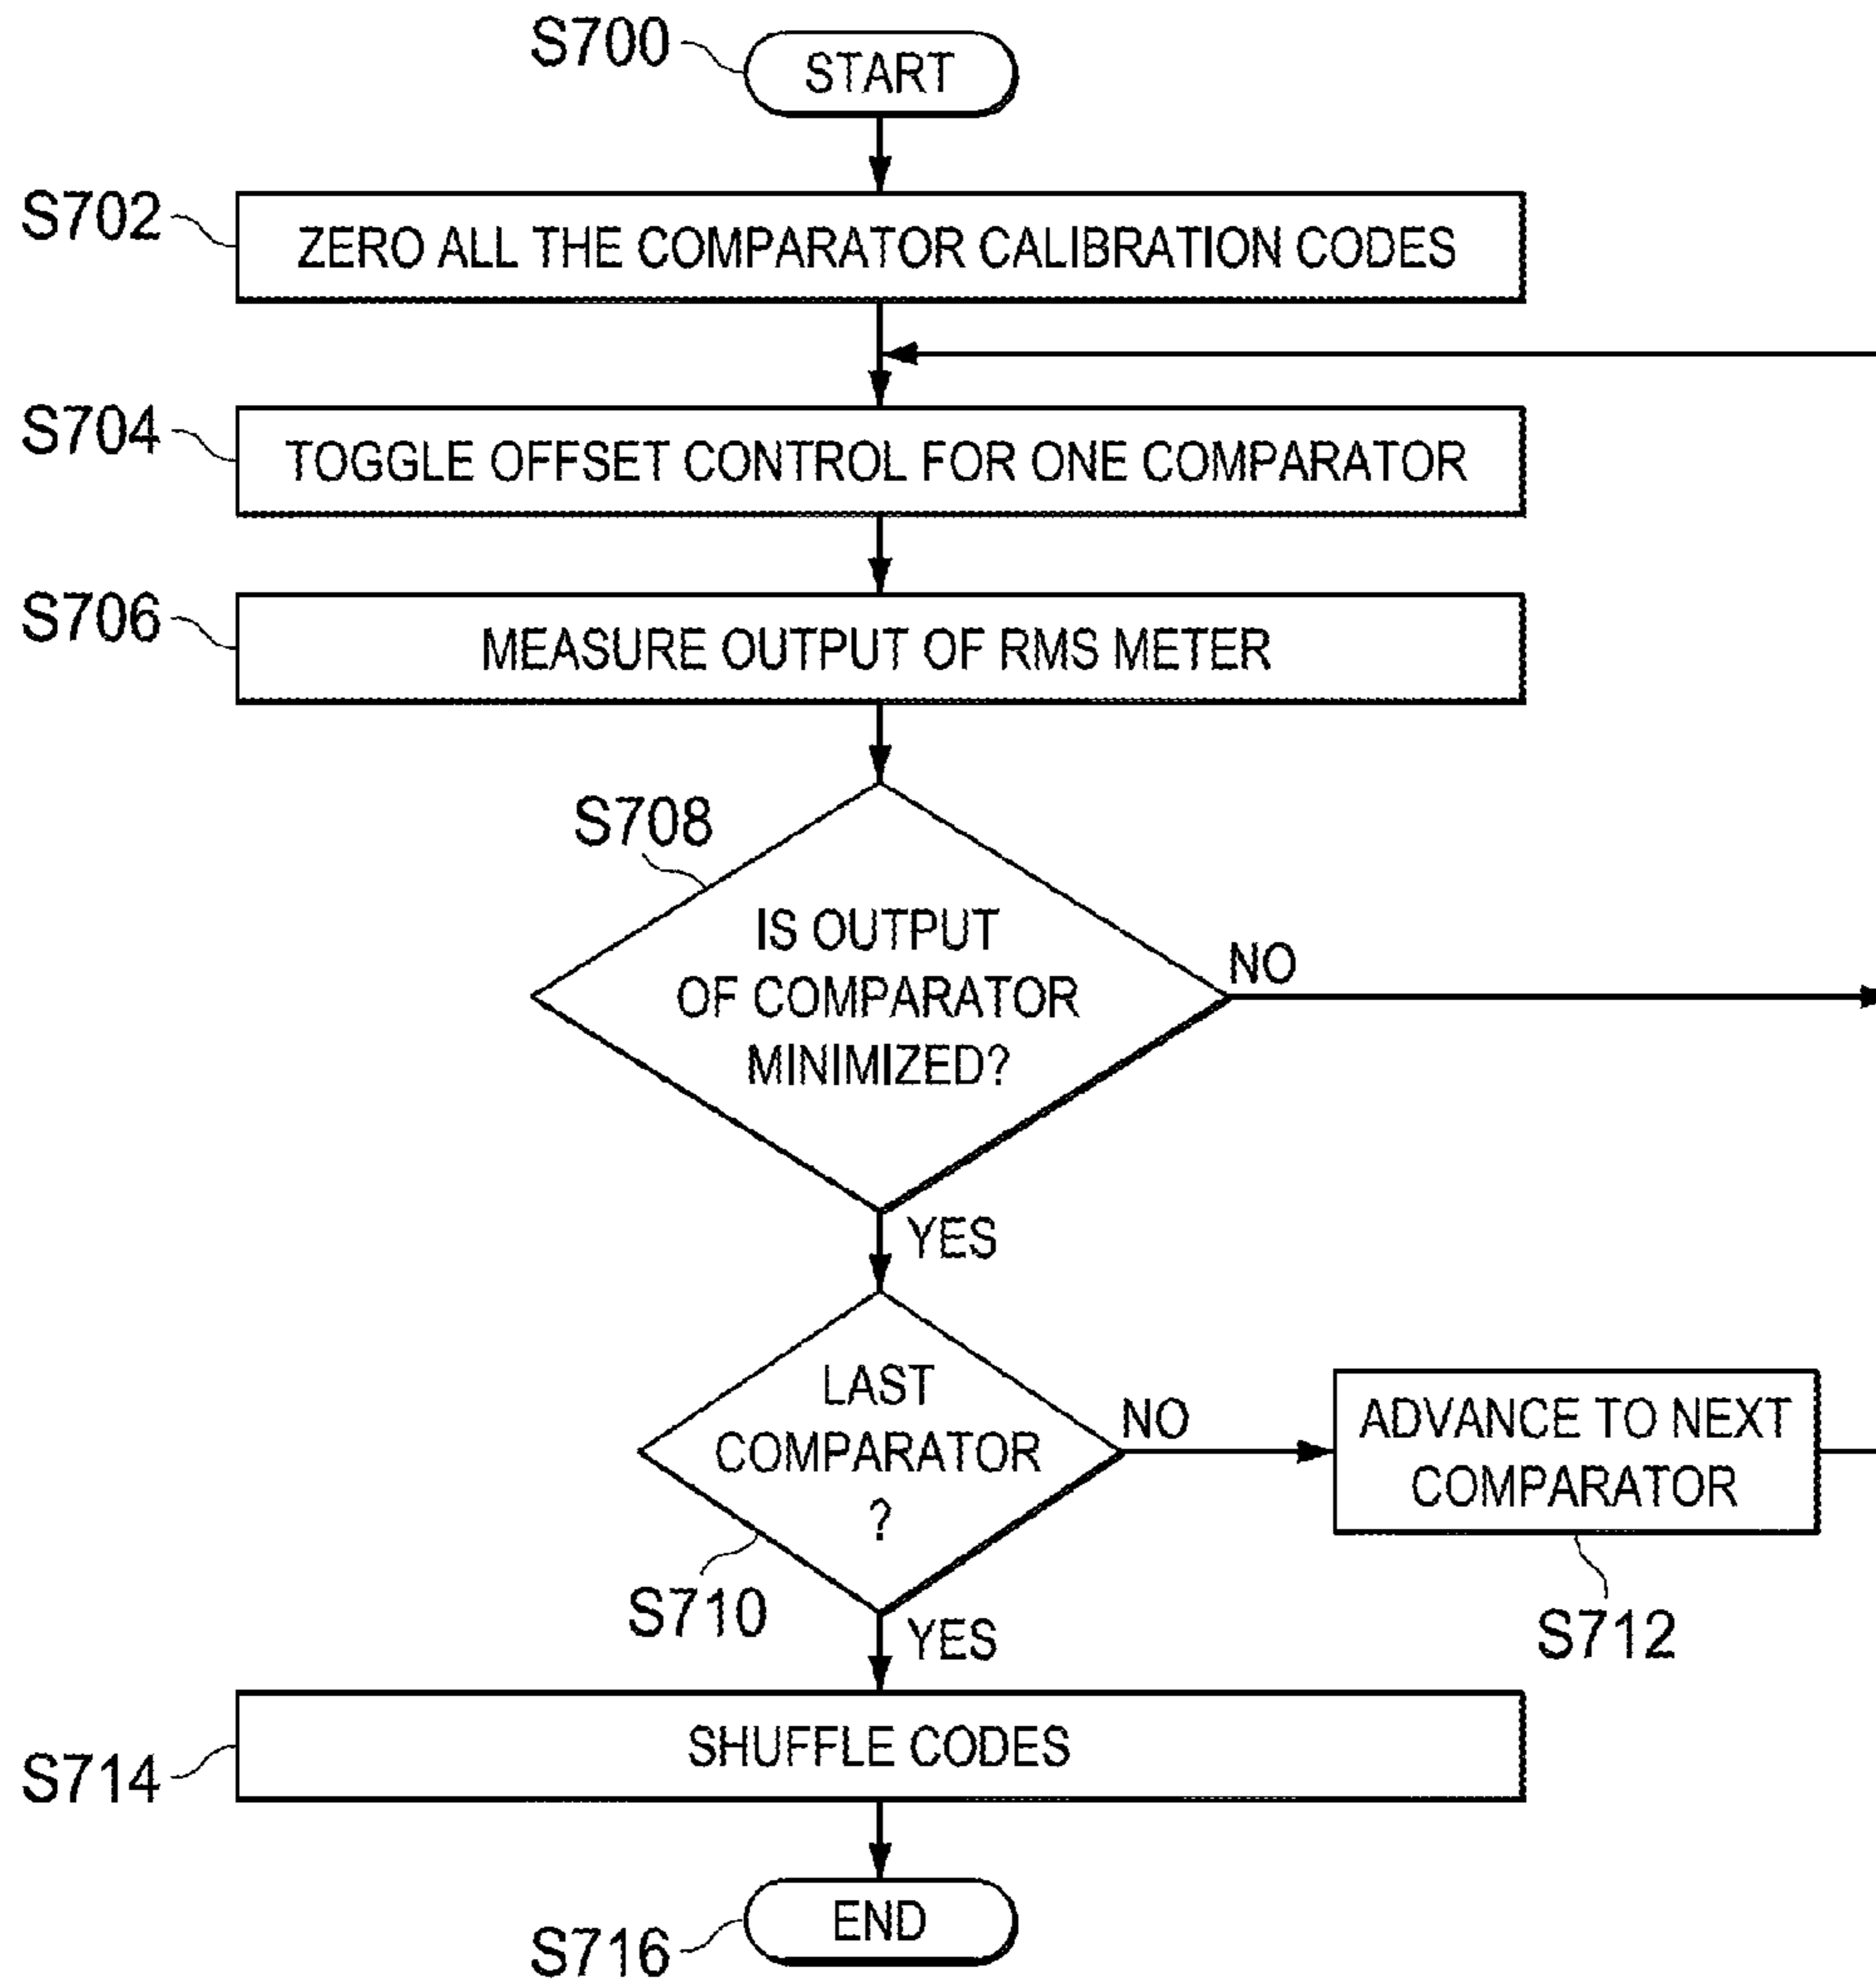 S700
START
S702
ZERO ALL THE COMPARATOR CALIBRATION CODES
S704
TOGGLE OFFSET CONTROL FOR ONE COMPARATOR
S706
MEASURE OUTPUT OF RMS METER
S708
IS OUTPUT
OF COMPARATOR
MINIMIZED?
NO
YES
LAST
COMPARATOR
?
NO
ADVANCE TO NEXT
COMPARATOR
S710
YES
S712
SHUFFLE CODES
S714
END
S716